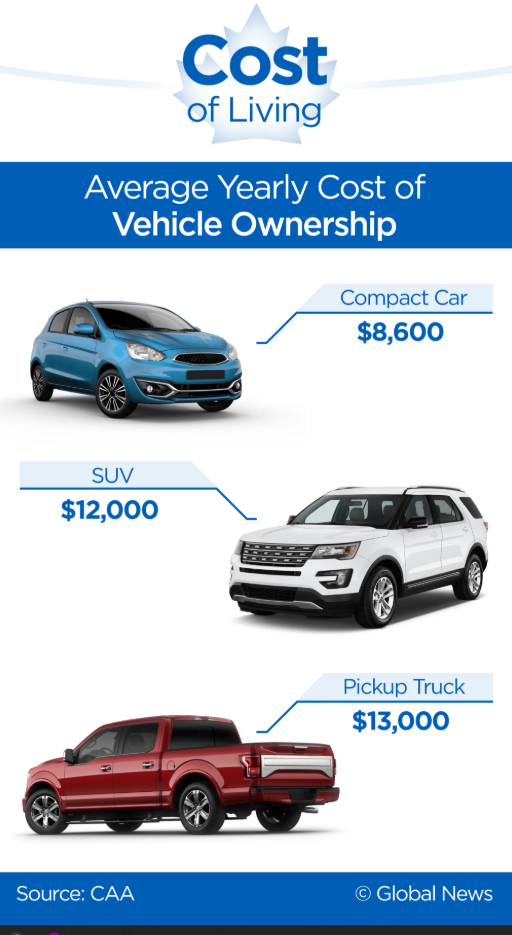 Cost
of Living
Average Yearly Cost of
Vehicle Ownership
Compact Car
$8,600
SUV
$12,000
Pickup Truck
$13,000
Source: CAA
© Global News